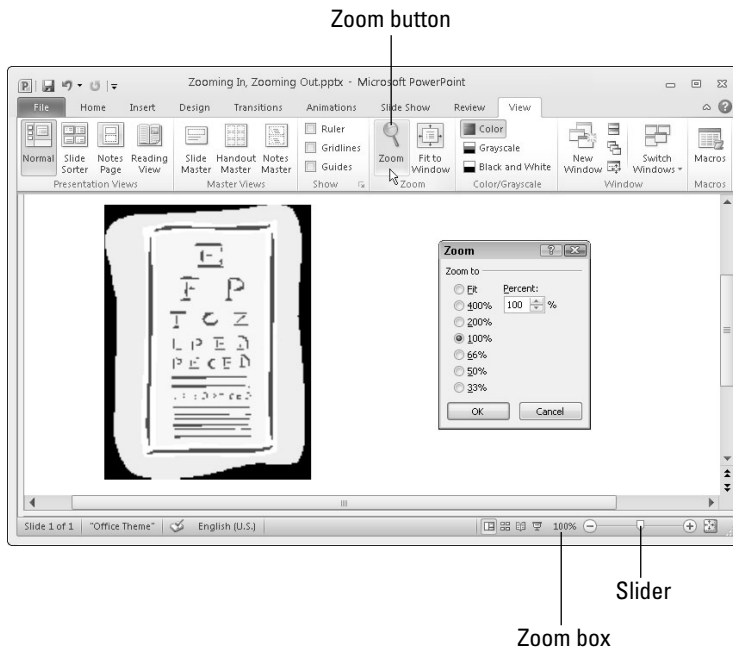 Zoom button
Zooming In, Zooming Out.pptx - Microsoft PowerPoint
File Home Insert Design Transitions Animations Slide Show Review View
Normal Slide Sorter Notes Page Reading View
Presentation Views
Slide Master Handout Master Notes Master
Master Views
Ruler
Gridlines
Guides
Show
Zoom Fit to Window
Zoom
Color
Grayscale
Black and White
Color/Grayscale
New Window Switch Windows
Window
Macros
Macros
E
F P
T C Z
L P E D
P E C E D
Zoom
Zoom to
Fit Percent:
400% 100 %
200%
100%
66%
50%
33%
OK Cancel
Slide 1 of 1 "Office Theme" English (U.S.) 100%
Slider
Zoom box